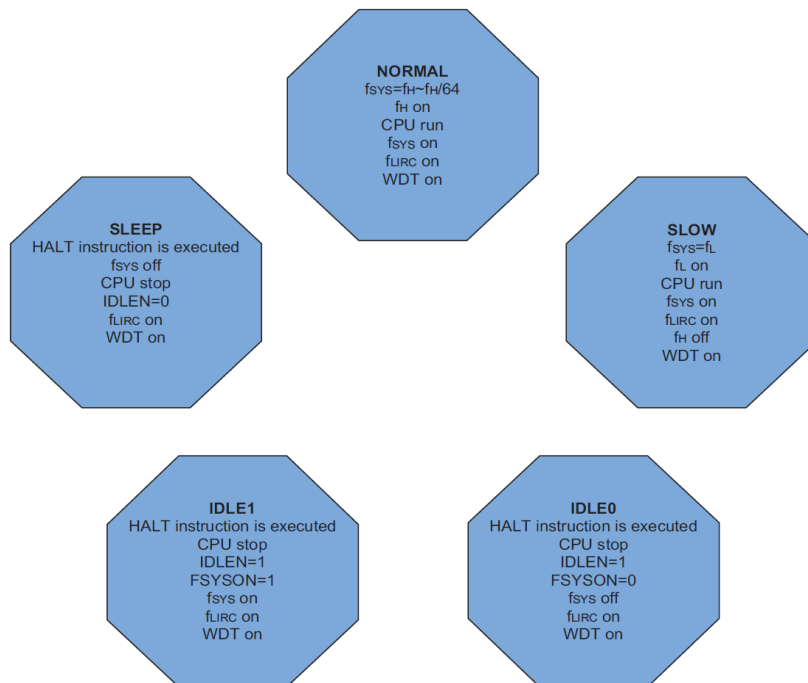 NORMAL
fSYS=fH~fH/64
fH on
CPU run
fSYS on
fLIRC on
WDT on
SLEEP
HALT instruction is executed
fSYS off
CPU stop
IDLEN=0
fLIRC on
WDT on
SLOW
fSYS=fL
fL on
CPU run
fSYS on
fLIRC on
fH off
WDT on
IDLE1
HALT instruction is executed
CPU stop
IDLEN=1
FSYSON=1
fSYS on
fLIRC on
WDT on
IDLE0
HALT instruction is executed
CPU stop
IDLEN=1
FSYSON=0
fSYS off
fLIRC on
WDT on